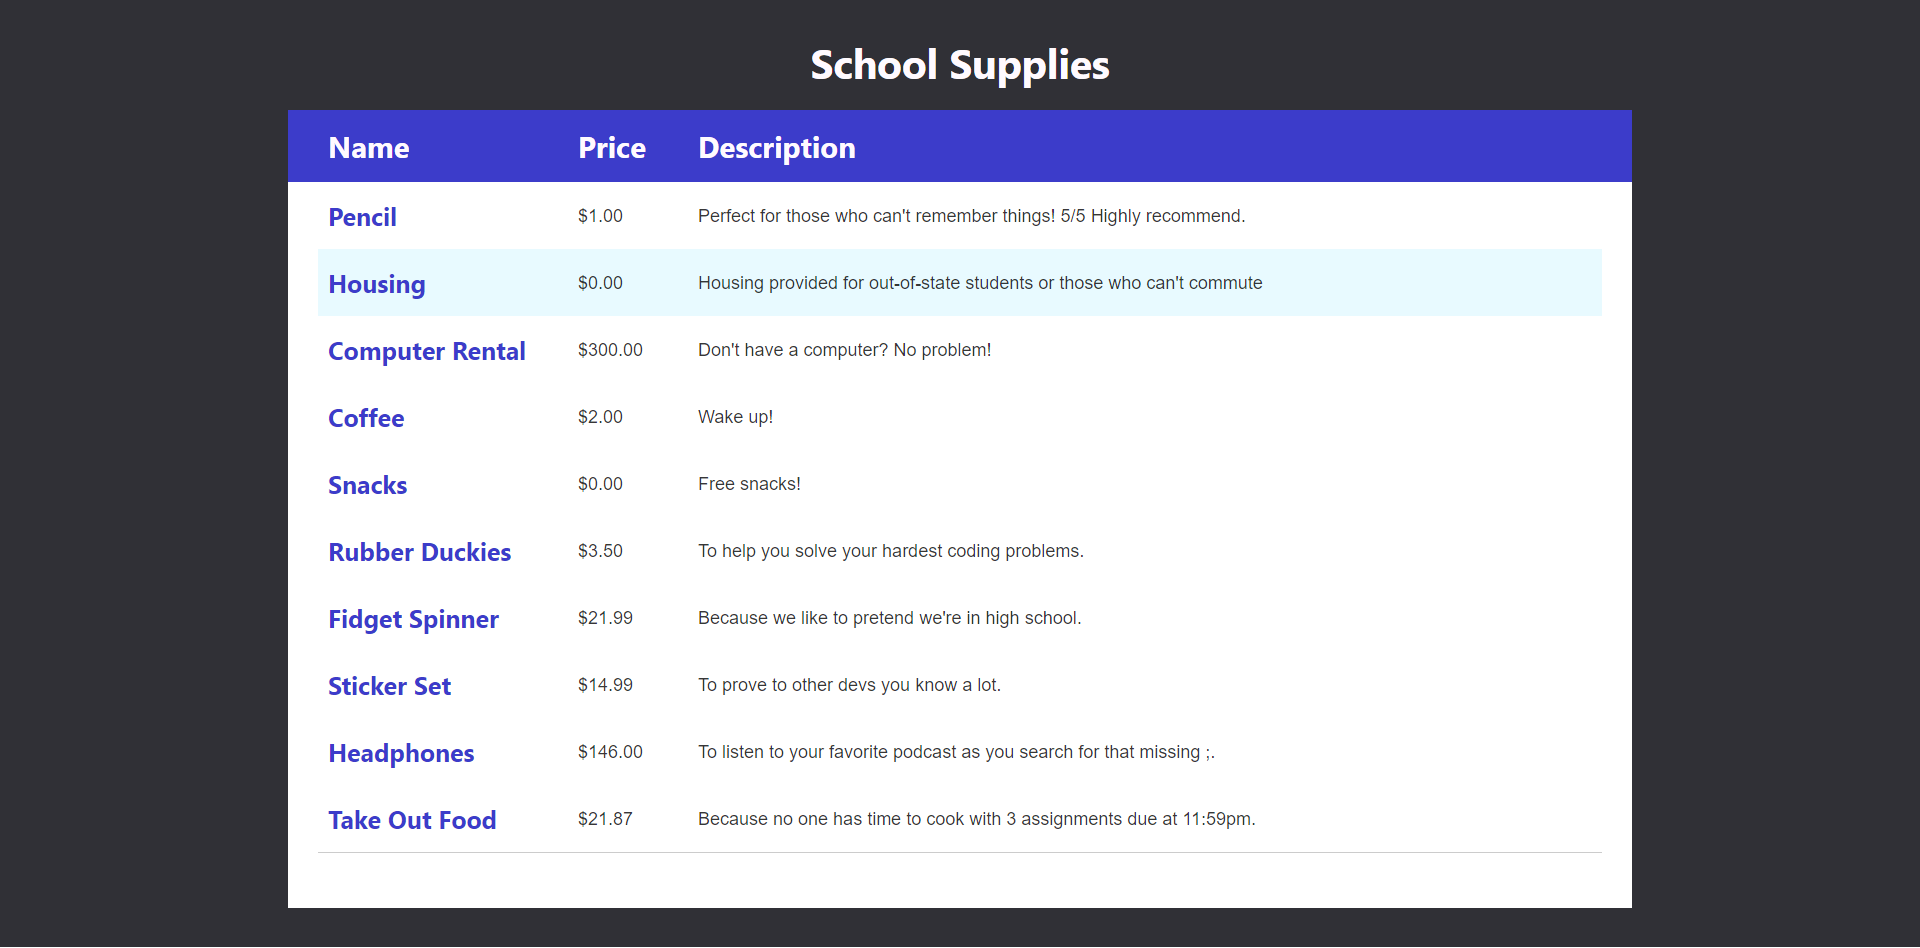 School Supplies
Name Price Description
Pencil $1.00 Perfect for those who can't remember things! 5/5 Highly recommend.
Housing $0.00 Housing provided for out-of-state students or those who can't commute
Computer Rental $300.00 Don't have a computer? No problem!
Coffee $2.00 Wake up!
Snacks $0.00 Free snacks!
Rubber Duckies $3.50 To help you solve your hardest coding problems.
Fidget Spinner $21.99 Because we like to pretend we're in high school.
Sticker Set $14.99 To prove to other devs you know a lot.
Headphones $146.00 To listen to your favorite podcast as you search for that missing ;.
Take Out Food $21.87 Because no one has time to cook with 3 assignments due at 11:59pm.